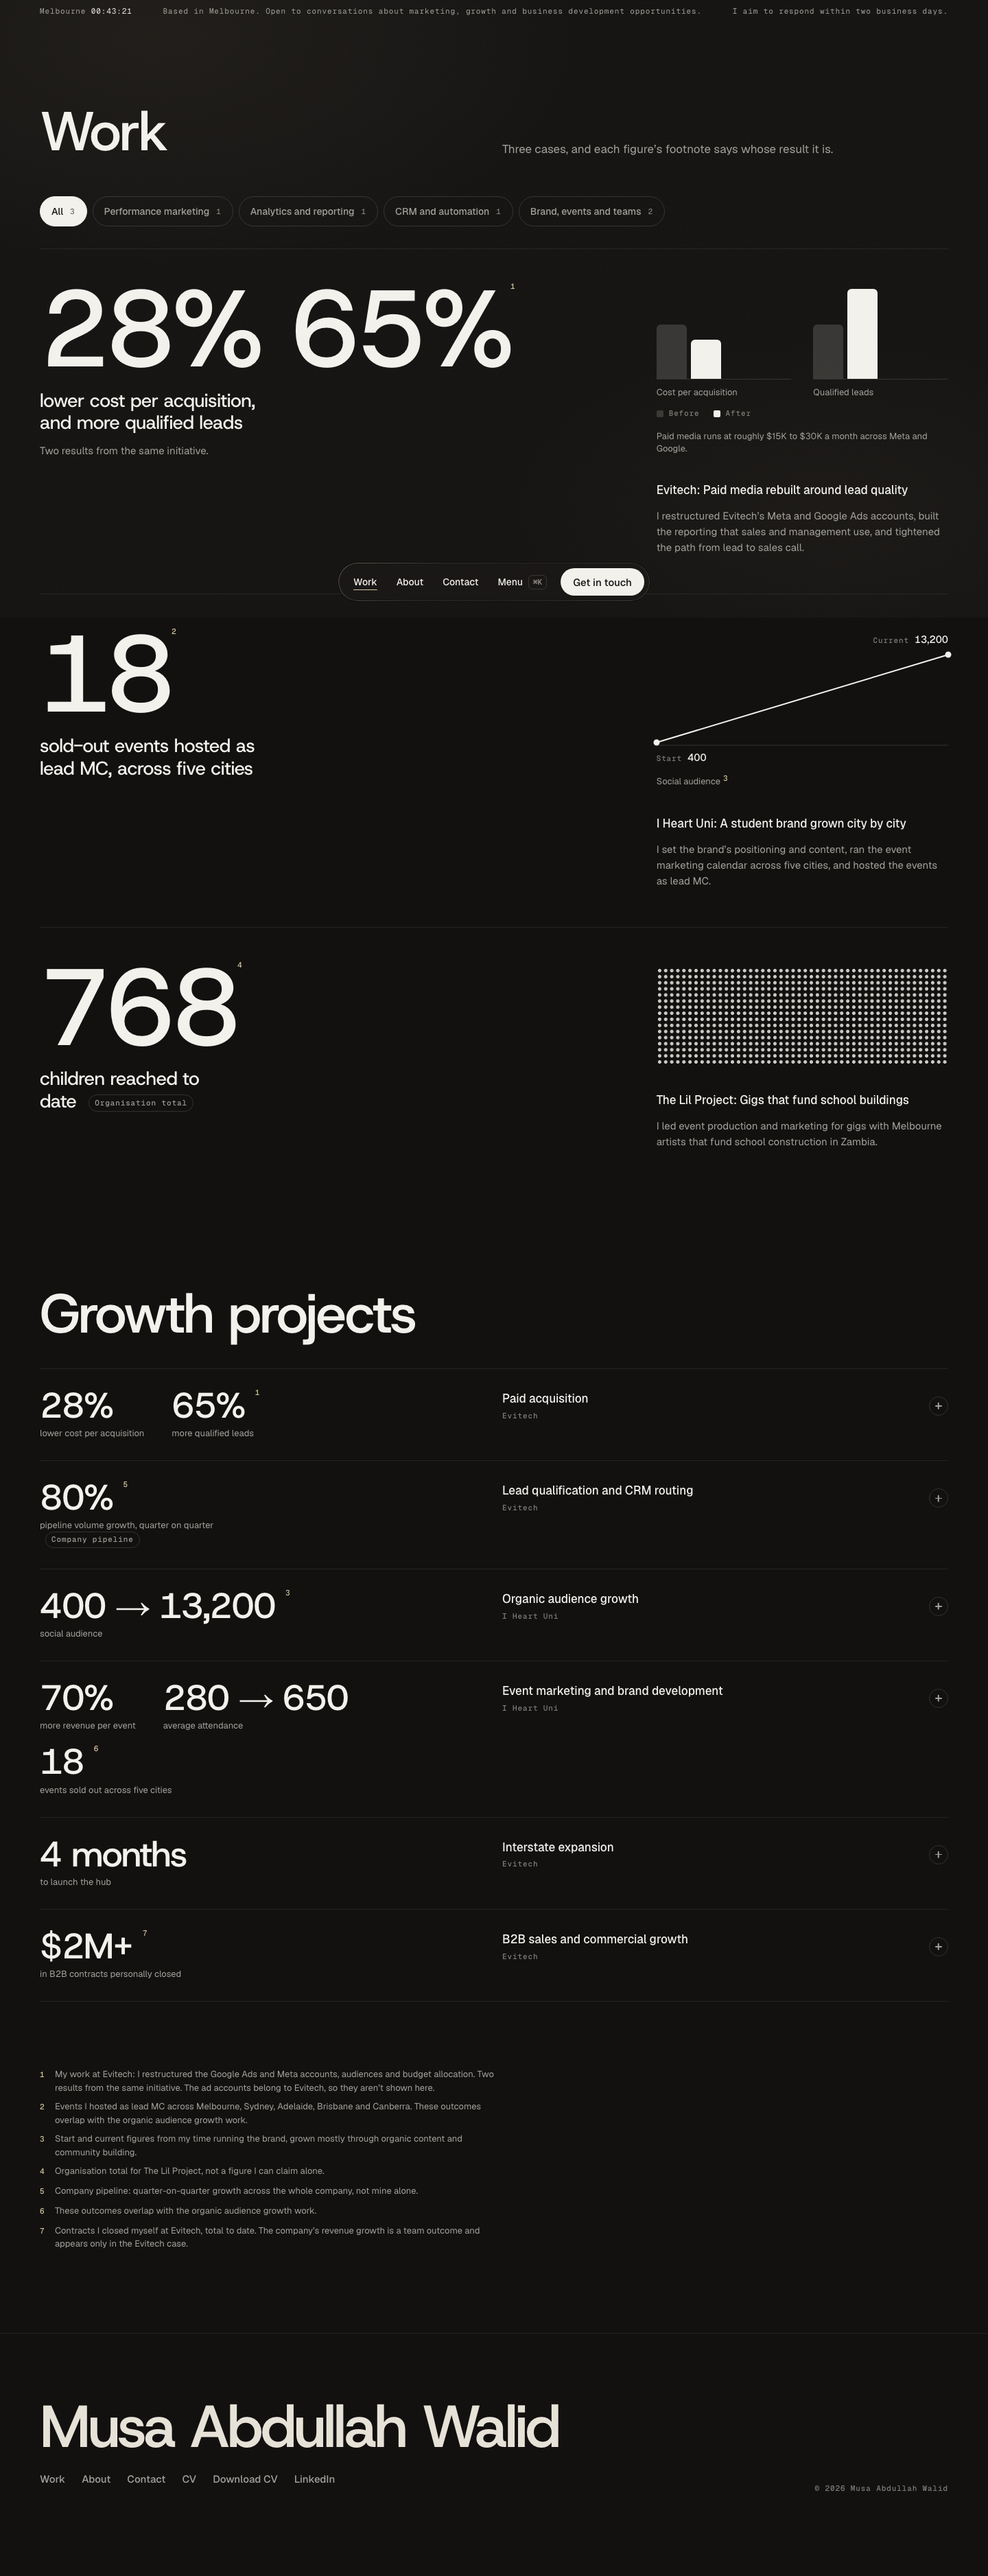 Melbourne 00:43:21
Based in Melbourne. Open to conversations about marketing, growth and business development opportunities.
I aim to respond within two business days.
Work
Three cases, and each figure’s footnote says whose result it is.
All 3
Performance marketing 1
Analytics and reporting 1
CRM and automation 1
Brand, events and teams 2
28% 65% 1
lower cost per acquisition,
and more qualified leads
Two results from the same initiative.
Cost per acquisition
Qualified leads
Before After
Paid media runs at roughly $15K to $30K a month across Meta and
Google.
Evitech: Paid media rebuilt around lead quality
I restructured Evitech’s Meta and Google Ads accounts, built
the reporting that sales and management use, and tightened
the path from lead to sales call.
Work About Contact Menu ⌘K Get in touch
18 2
sold-out events hosted as
lead MC, across five cities
Current 13,200
Start 400
Social audience 3
I Heart Uni: A student brand grown city by city
I set the brand’s positioning and content, ran the event
marketing calendar across five cities, and hosted the events
as lead MC.
768 4
children reached to
date Organisation total
The Lil Project: Gigs that fund school buildings
I led event production and marketing for gigs with Melbourne
artists that fund school construction in Zambia.
Growth projects
28% 65% 1
lower cost per acquisition
more qualified leads
Paid acquisition
Evitech
80% 5
pipeline volume growth, quarter on quarter
Company pipeline
Lead qualification and CRM routing
Evitech
400 → 13,200 3
social audience
Organic audience growth
I Heart Uni
70% 280 → 650
more revenue per event
average attendance
18 6
events sold out across five cities
Event marketing and brand development
I Heart Uni
4 months
to launch the hub
Interstate expansion
Evitech
$2M+ 7
in B2B contracts personally closed
B2B sales and commercial growth
Evitech
1 My work at Evitech: I restructured the Google Ads and Meta accounts, audiences and budget allocation. Two
results from the same initiative. The ad accounts belong to Evitech, so they aren’t shown here.
2 Events I hosted as lead MC across Melbourne, Sydney, Adelaide, Brisbane and Canberra. These outcomes
overlap with the organic audience growth work.
3 Start and current figures from my time running the brand, grown mostly through organic content and
community building.
4 Organisation total for The Lil Project, not a figure I can claim alone.
5 Company pipeline: quarter-on-quarter growth across the whole company, not mine alone.
6 These outcomes overlap with the organic audience growth work.
7 Contracts I closed myself at Evitech, total to date. The company’s revenue growth is a team outcome and
appears only in the Evitech case.
Musa Abdullah Walid
Work About Contact CV Download CV LinkedIn
© 2026 Musa Abdullah Walid